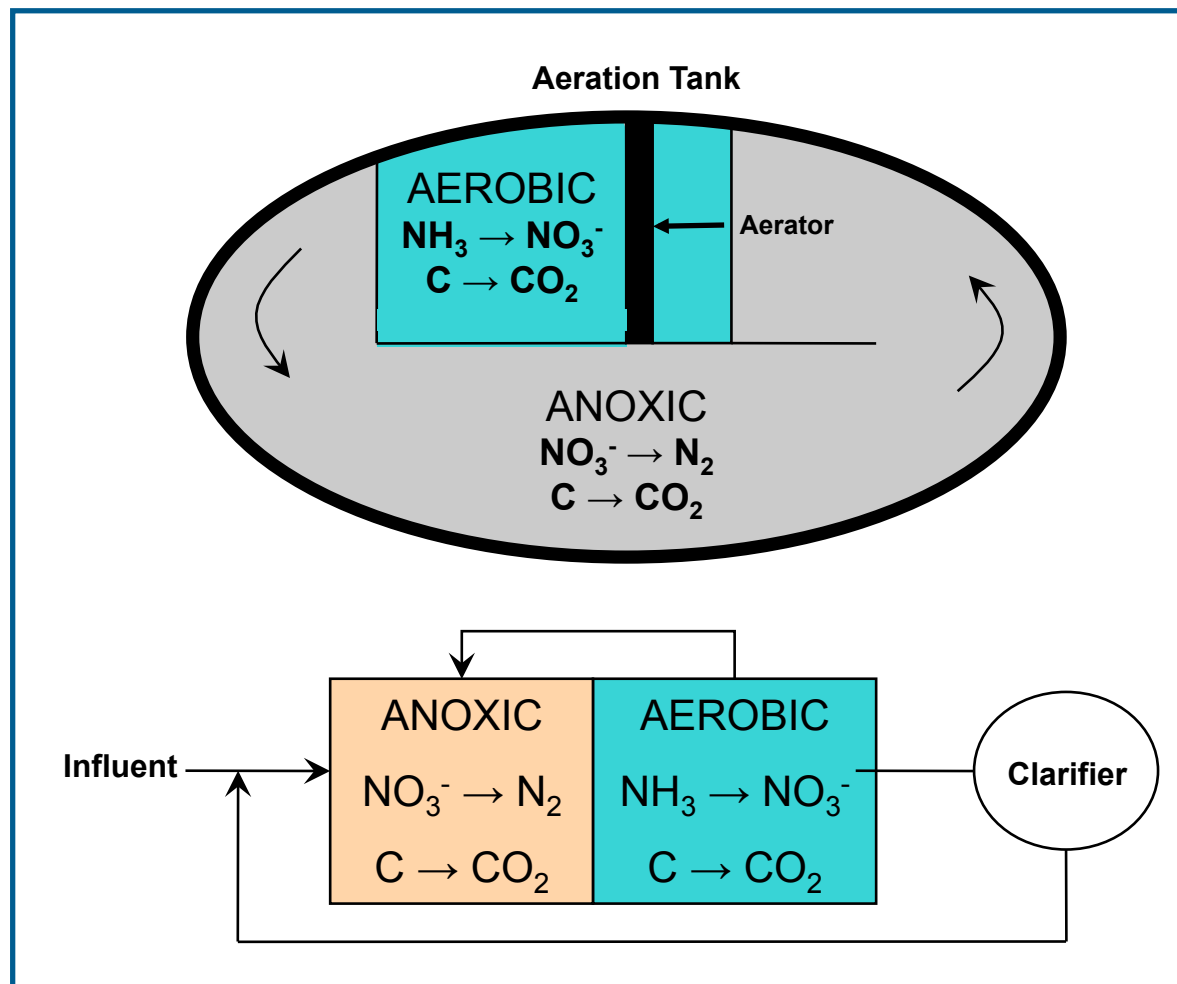 Aeration Tank
AEROBIC
NH₃ → NO₃⁻
C → CO₂
Aerator
ANOXIC
NO₃⁻ → N₂
C → CO₂
Influent
ANOXIC
NO₃⁻ → N₂
C → CO₂
AEROBIC
NH₃ → NO₃⁻
C → CO₂
Clarifier